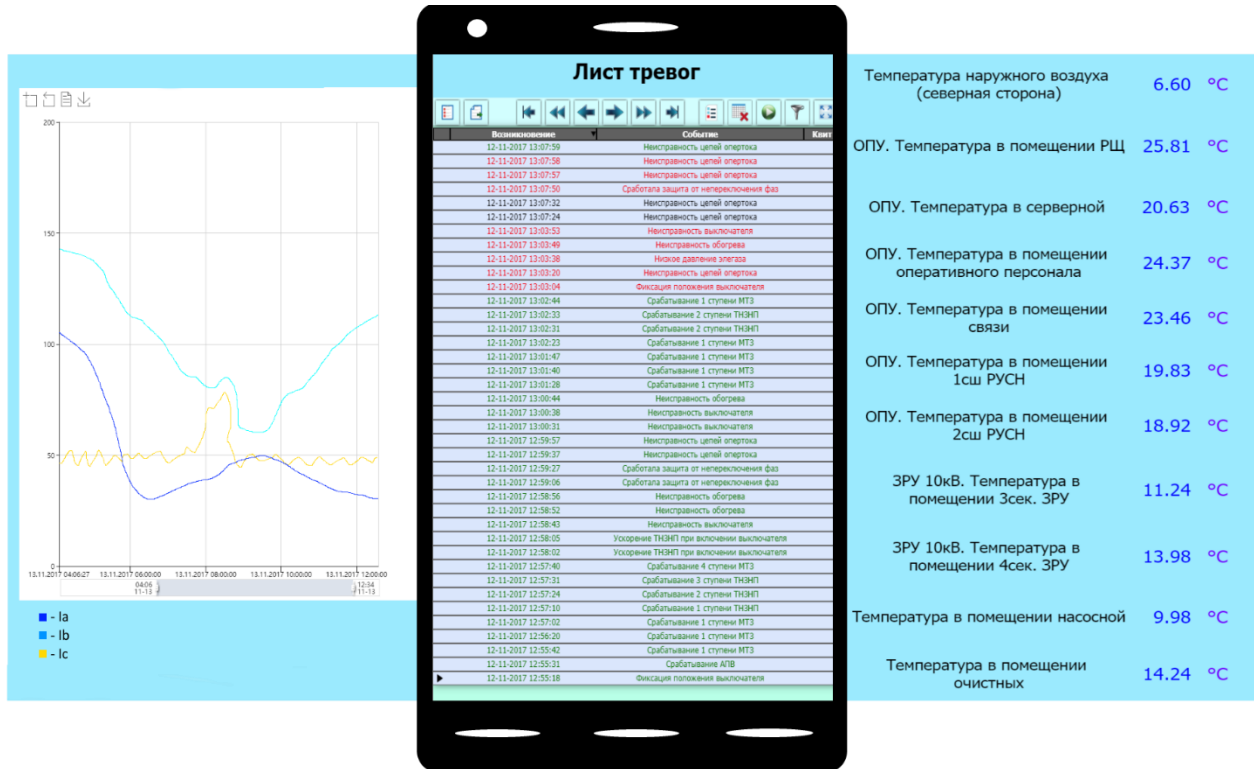 200
150
100
50
0
13.11.2017 04:06:27 13.11.2017 06:00:00 13.11.2017 08:00:00 13.11.2017 10:00:00 13.11.2017 12:00:00
04:06
11-13
12:34
11-13
- Ia
- Ib
- Ic
Лист тревог
Возникновение Событие Квит
12-11-2017 13:07:59 Неисправность цепей опертока
12-11-2017 13:07:58 Неисправность цепей опертока
12-11-2017 13:07:57 Неисправность цепей опертока
12-11-2017 13:07:50 Сработала защита от непереключения фаз
12-11-2017 13:07:32 Неисправность цепей опертока
12-11-2017 13:07:24 Неисправность цепей опертока
12-11-2017 13:03:53 Неисправность выключателя
12-11-2017 13:03:49 Неисправность обогрева
12-11-2017 13:03:38 Низкое давление элегаза
12-11-2017 13:03:20 Неисправность цепей опертока
12-11-2017 13:03:04 Фиксация положения выключателя
12-11-2017 13:02:44 Срабатывание 1 ступени МТЗ
12-11-2017 13:02:33 Срабатывание 2 ступени ТНЗНП
12-11-2017 13:02:31 Срабатывание 2 ступени ТНЗНП
12-11-2017 13:02:23 Срабатывание 1 ступени МТЗ
12-11-2017 13:01:47 Срабатывание 1 ступени МТЗ
12-11-2017 13:01:40 Срабатывание 1 ступени МТЗ
12-11-2017 13:01:28 Срабатывание 1 ступени МТЗ
12-11-2017 13:00:44 Неисправность обогрева
12-11-2017 13:00:38 Неисправность выключателя
12-11-2017 13:00:31 Неисправность выключателя
12-11-2017 12:59:57 Неисправность цепей опертока
12-11-2017 12:59:37 Неисправность цепей опертока
12-11-2017 12:59:27 Сработала защита от непереключения фаз
12-11-2017 12:59:06 Сработала защита от непереключения фаз
12-11-2017 12:58:56 Неисправность обогрева
12-11-2017 12:58:52 Неисправность обогрева
12-11-2017 12:58:43 Неисправность выключателя
12-11-2017 12:58:05 Ускорение ТНЗНП при включении выключателя
12-11-2017 12:58:02 Ускорение ТНЗНП при включении выключателя
12-11-2017 12:57:40 Срабатывание 4 ступени МТЗ
12-11-2017 12:57:31 Срабатывание 3 ступени ТНЗНП
12-11-2017 12:57:24 Срабатывание 2 ступени ТНЗНП
12-11-2017 12:57:10 Срабатывание 1 ступени ТНЗНП
12-11-2017 12:57:02 Срабатывание 1 ступени МТЗ
12-11-2017 12:56:20 Срабатывание 1 ступени МТЗ
12-11-2017 12:55:42 Срабатывание 1 ступени МТЗ
12-11-2017 12:55:31 Срабатывание АПВ
12-11-2017 12:55:18 Фиксация положения выключателя
Температура наружного воздуха
(северная сторона) 6.60 °C
ОПУ. Температура в помещении РЩ 25.81 °C
ОПУ. Температура в серверной 20.63 °C
ОПУ. Температура в помещении
оперативного персонала 24.37 °C
ОПУ. Температура в помещении
связи 23.46 °C
ОПУ. Температура в помещении
1сш РУСН 19.83 °C
ОПУ. Температура в помещении
2сш РУСН 18.92 °C
ЗРУ 10кВ. Температура в
помещении 3сек. ЗРУ 11.24 °C
ЗРУ 10кВ. Температура в
помещении 4сек. ЗРУ 13.98 °C
Температура в помещении насосной 9.98 °C
Температура в помещении
очистных 14.24 °C